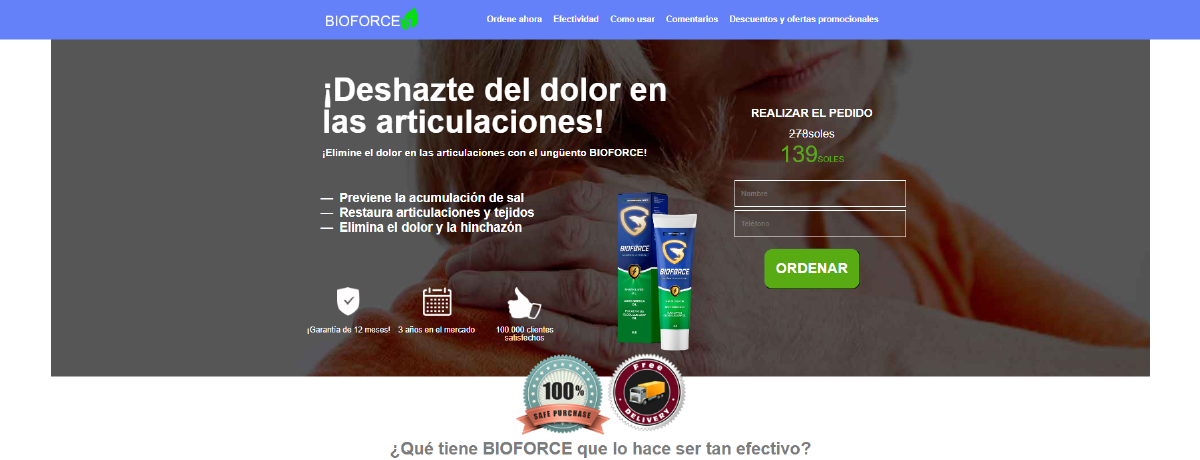 BIOFORCE
Ordene ahora Efectividad Como usar Comentarios Descuentos y ofertas promocionales
¡Deshazte del dolor en
las articulaciones!
¡Elimine el dolor en las articulaciones con el ungüento BIOFORCE!
— Previene la acumulación de sal
— Restaura articulaciones y tejidos
— Elimina el dolor y la hinchazón
¡Garantía de 12 meses!
3 años en el mercado
100.000 clientes
satisfechos
BIOFORCE
BIOFORCE
REALIZAR EL PEDIDO
278soles
139SOLES
Nombre
Teléfono
ORDENAR
100%
SAFE PURCHASE
Free
DELIVERY
¿Qué tiene BIOFORCE que lo hace ser tan efectivo?